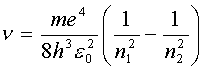 ν = me⁴ / 8h³ε₀² (1/n₁² − 1/n₂²)